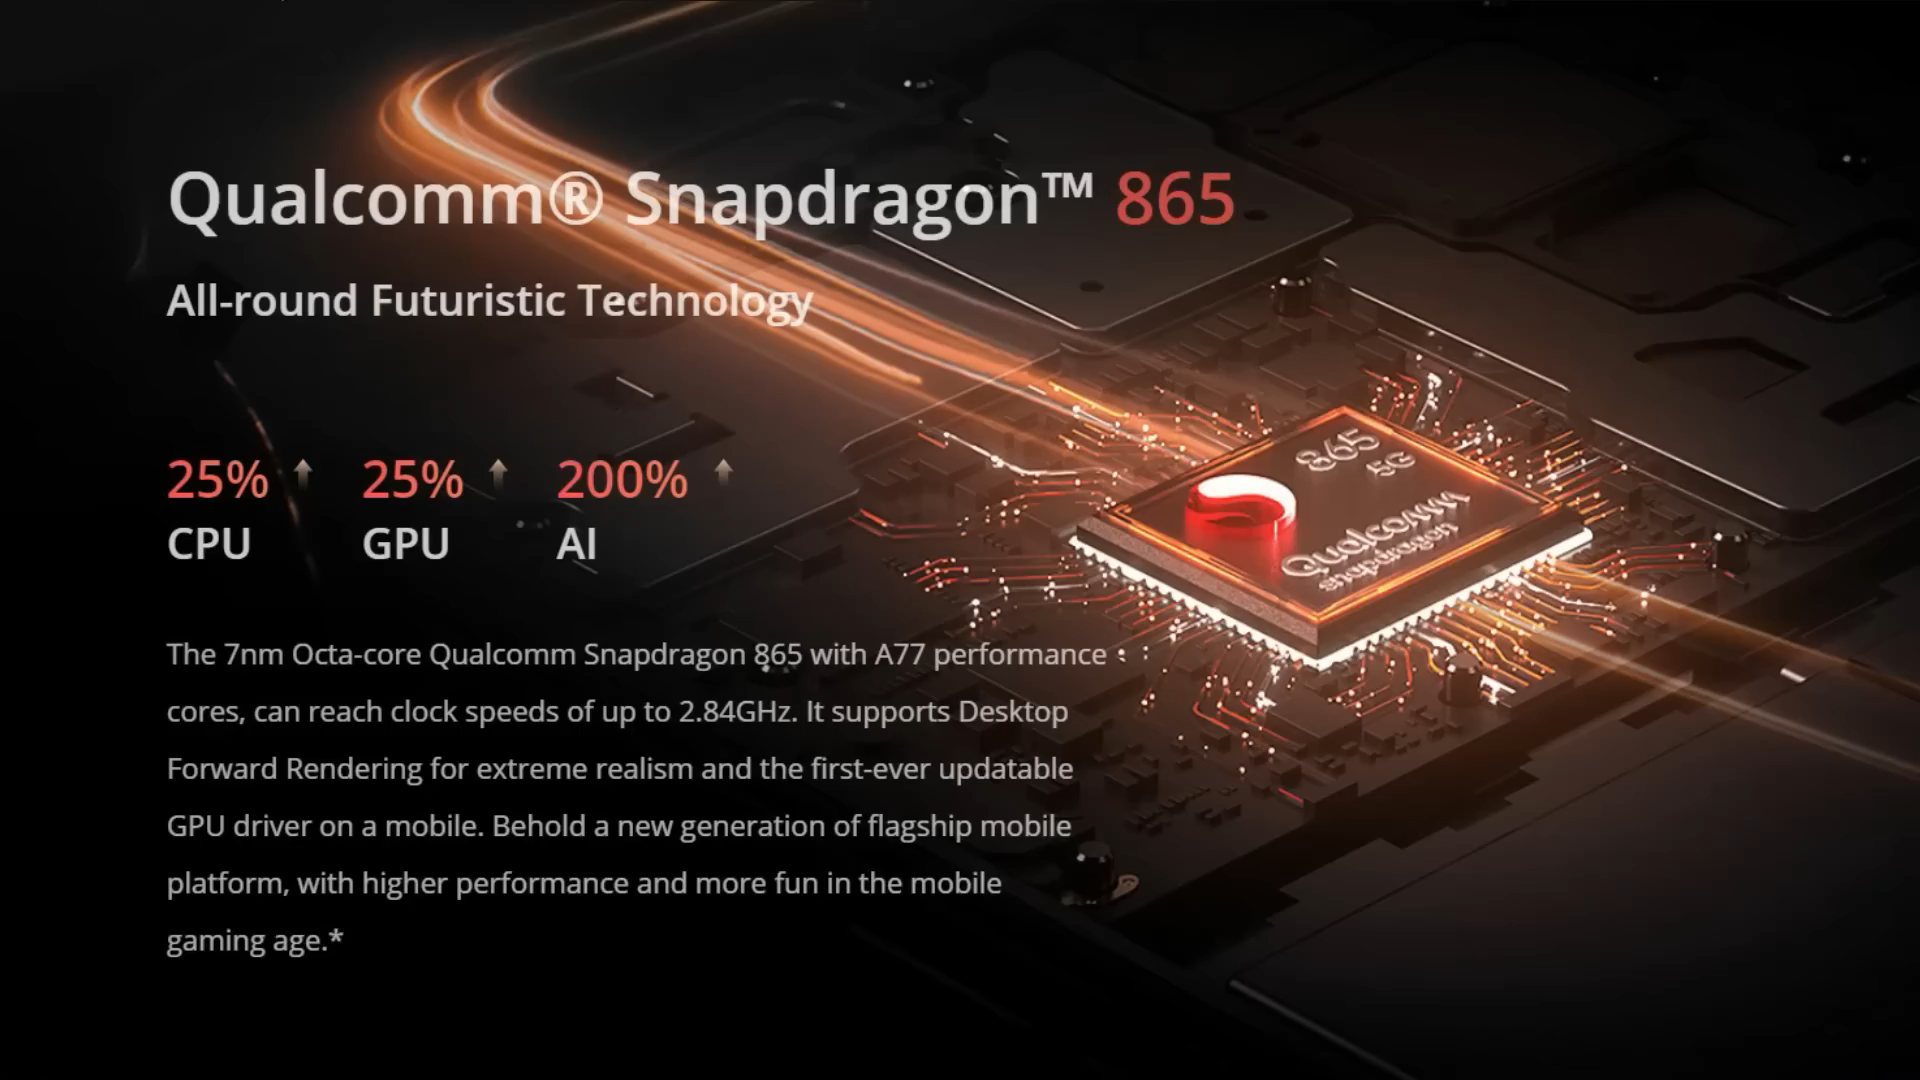 Qualcomm® Snapdragon™ 865
All-round Futuristic Technology
25% ↑ 25% ↑ 200% ↑
CPU GPU AI
The 7nm Octa-core Qualcomm Snapdragon 865 with A77 performance
cores, can reach clock speeds of up to 2.84GHz. It supports Desktop
Forward Rendering for extreme realism and the first-ever updatable
GPU driver on a mobile. Behold a new generation of flagship mobile
platform, with higher performance and more fun in the mobile
gaming age.*
865
5G
Qualcomm
snapdragon